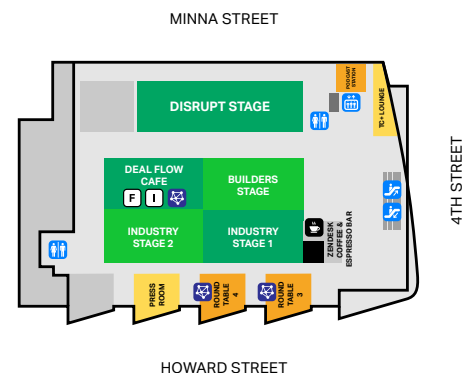 MINNA STREET
PODCAST
STATION
DISRUPT STAGE
TC+ LOUNGE
DEAL FLOW
CAFE
F I
BUILDERS
STAGE
4TH STREET
INDUSTRY
STAGE 2
INDUSTRY
STAGE 1
ZENDESK
COFFEE &
ESPRESSO BAR
PRESS
ROOM
ROUND
TABLE
4
ROUND
TABLE
3
HOWARD STREET